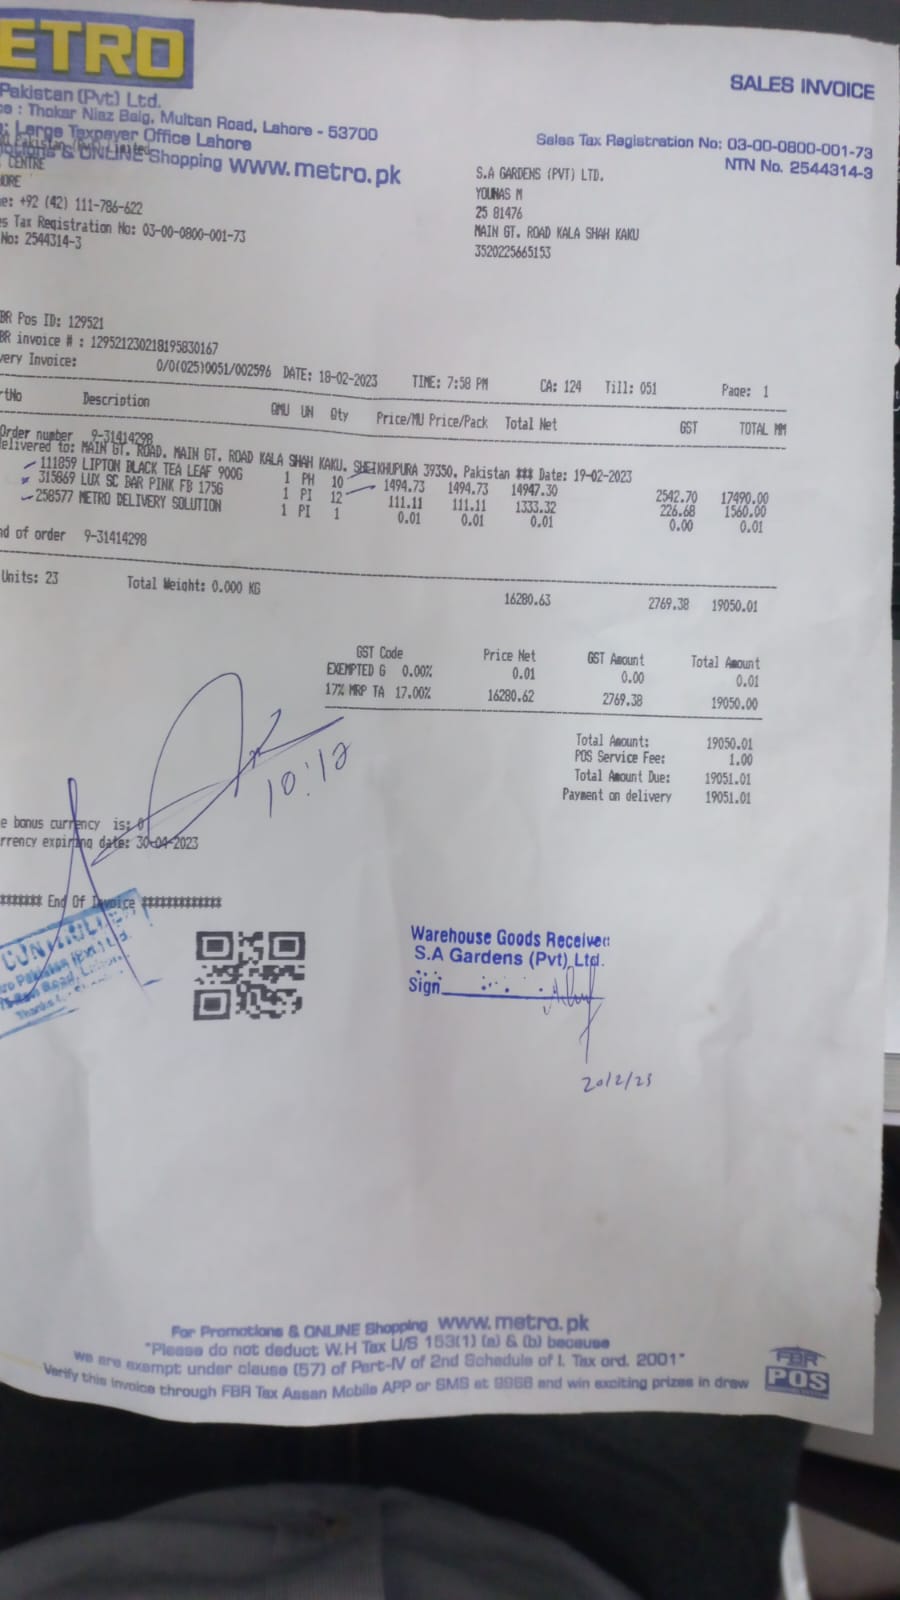 ETRO
Pakistan (Pvt) Ltd.
ce : Thokar Niaz Baig, Multan Road, Lahore - 53700
: Large Taxpayer Office Lahore
otions & ONLINE Shopping www.metro.pk
CENTRE
ORE
e: +92 (42) 111-786-622
es Tax Registration No: 03-00-0800-001-73
No: 2544314-3
SALES INVOICE
Sales Tax Registration No: 03-00-0800-001-73
NTN No. 2544314-3
S.A GARDENS (PVT) LTD.
YOUNAS M
25 81476
MAIN GT. ROAD KALA SHAH KAKU
3520225665153
BR Pos ID: 129521
BR invoice # : 129521230218195830167
very Invoice: 0/0(025)0051/002596 DATE: 18-02-2023 TIME: 7:58 PM CA: 124 Till: 051 Page: 1
rtNo Description QMU UN Qty Price/MU Price/Pack Total Net GST TOTAL MM
Order number 9-31414298
elivered to: MAIN GT. ROAD. MAIN GT. ROAD KALA SHAH KAKU. SHEIKHUPURA 39350. Pakistan *** Date: 19-02-2023
111859 LIPTON BLACK TEA LEAF 900G 1 PH 10 1494.73 1494.73 14947.30 2542.70 17490.00
315869 LUX SC BAR PINK FB 175G 1 PI 12 111.11 111.11 1333.32 226.68 1560.00
258577 METRO DELIVERY SOLUTION 1 PI 1 0.01 0.01 0.01 0.00 0.01
nd of order 9-31414298
Units: 23 Total Weight: 0.000 KG 16280.63 2769.38 19050.01
GST Code Price Net GST Amount Total Amount
EXEMPTED G 0.00% 0.01 0.00 0.01
17% MRP TA 17.00% 16280.62 2769.38 19050.00
Total Amount: 19050.01
POS Service Fee: 1.00
Total Amount Due: 19051.01
Payment on delivery 19051.01
10:12
e bonus currency is: 0
rrency expiring date: 30-04-2023
******* End Of Invoice *************
Warehouse Goods Received
S.A Gardens (Pvt) Ltd.
Sign
20/2/23
For Promotions & ONLINE Shopping www.metro.pk
"Please do not deduct W.H Tax U/S 153(1) (a) & (b) because
we are exempt under clause (57) of Part-IV of 2nd Schedule of I. Tax ord. 2001"
Verify this invoice through FBR Tax Assan Mobile APP or SMS at 9966 and win exciting prizes in draw
FBR
POS